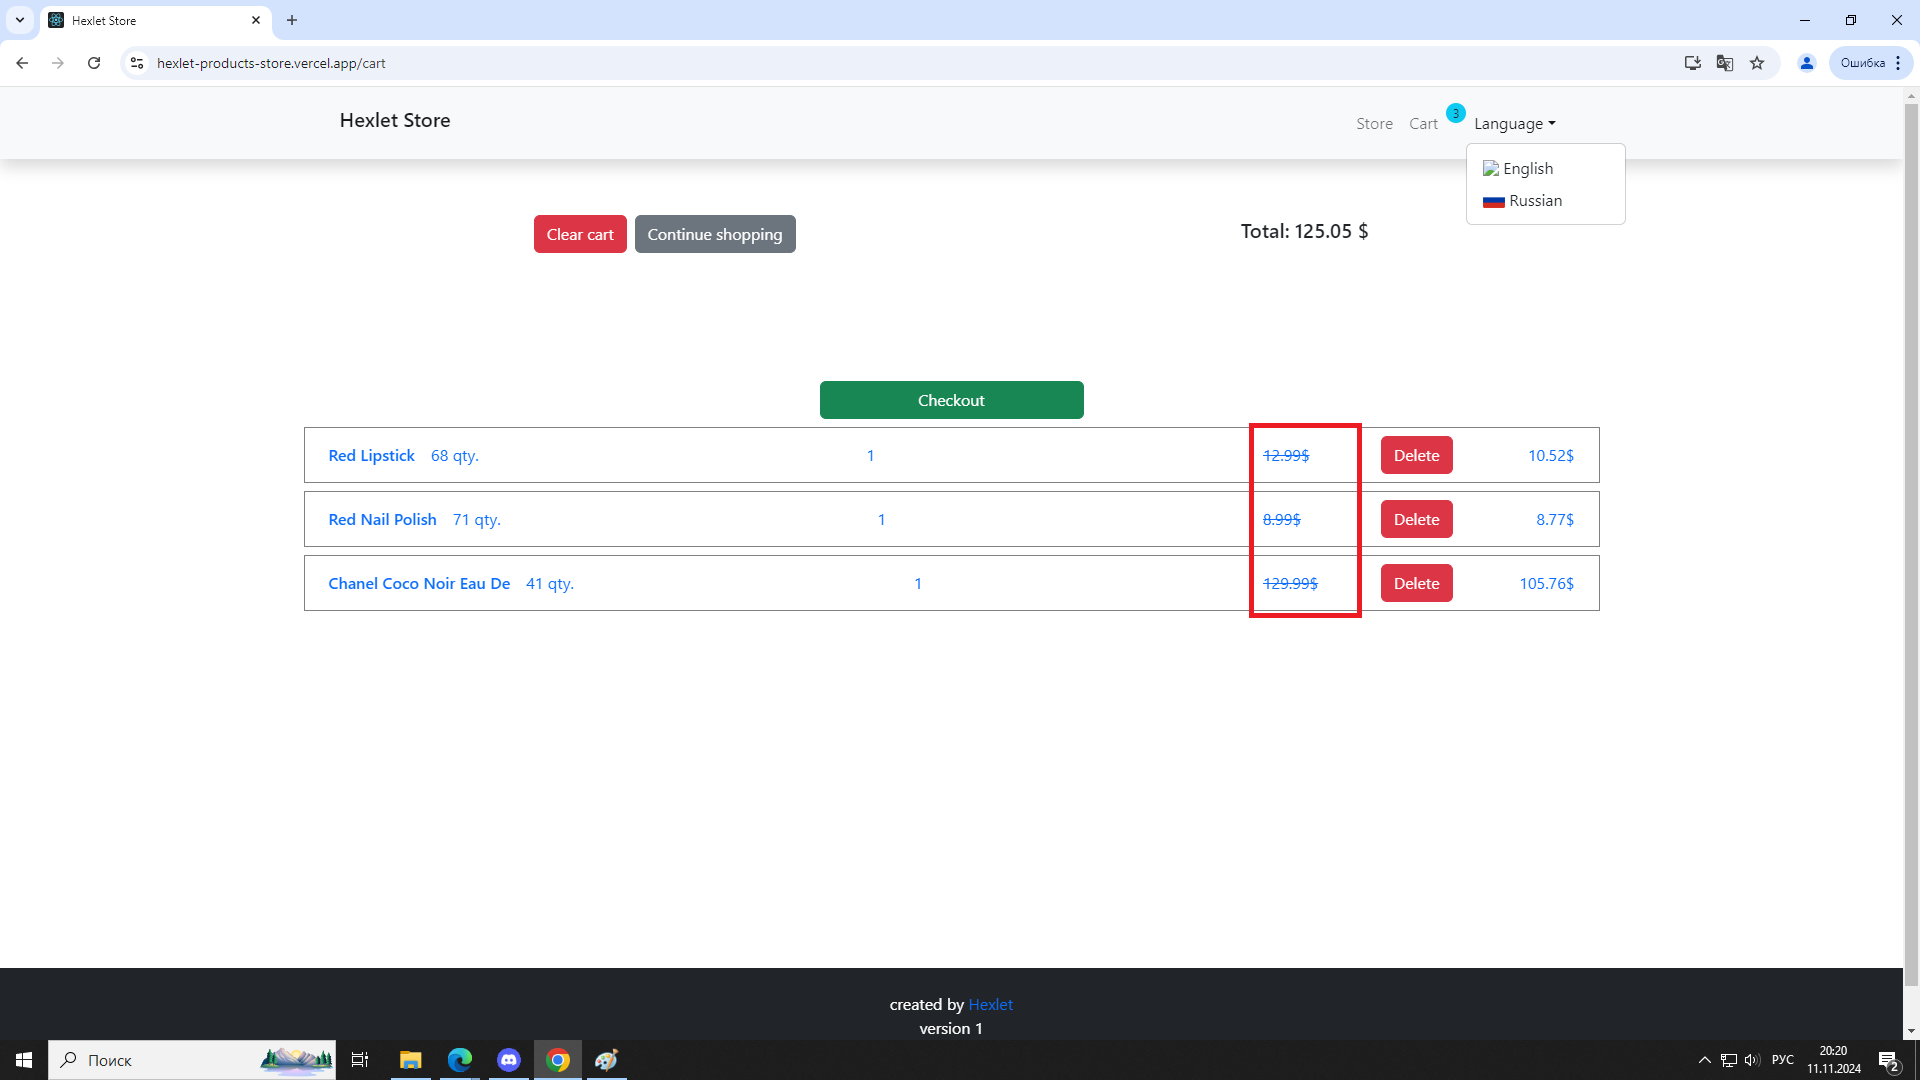 Hexlet Store
hexlet-products-store.vercel.app/cart
Ошибка
Hexlet Store
Store Cart 3 Language
English
Russian
Clear cart Continue shopping Total: 125.05 $
Checkout
Red Lipstick 68 qty. 1 12.99$ Delete 10.52$
Red Nail Polish 71 qty. 1 8.99$ Delete 8.77$
Chanel Coco Noir Eau De 41 qty. 1 129.99$ Delete 105.76$
created by Hexlet
version 1
Поиск
РУС
20:20
11.11.2024
2